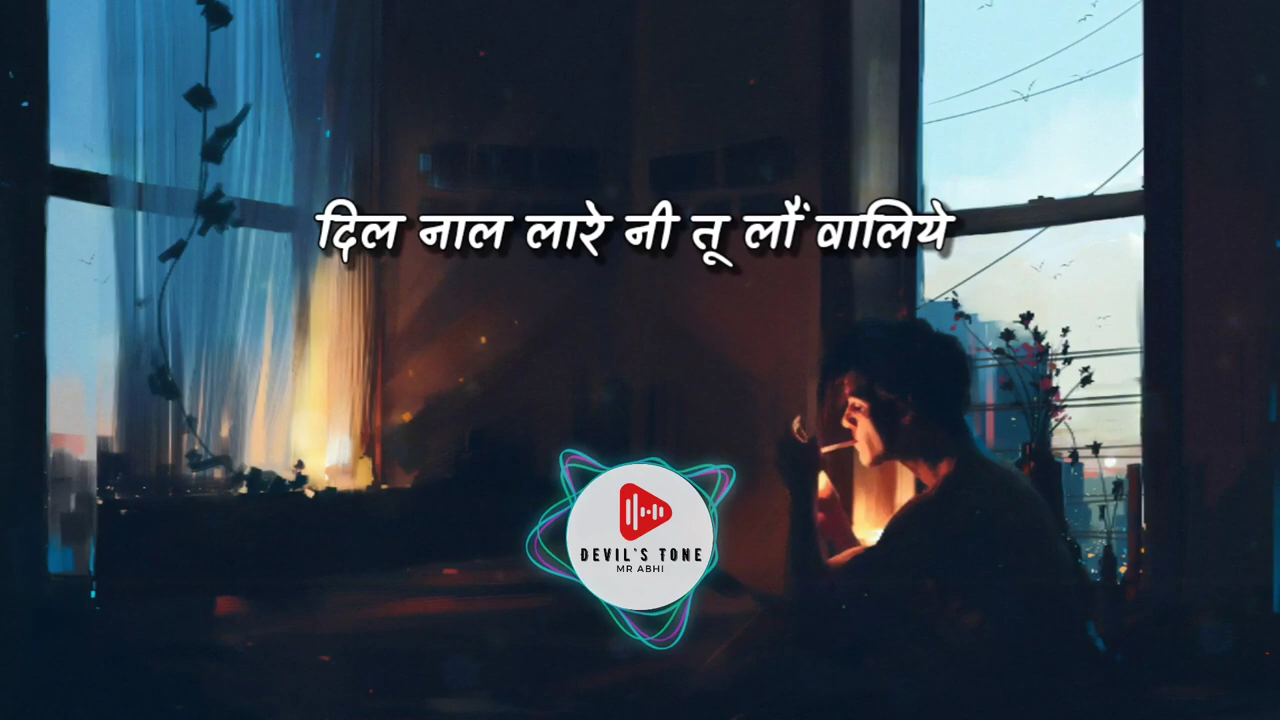 दिल नाल लारे नी तू लौं वालिये
DEVIL'S TONE
MR ABHI